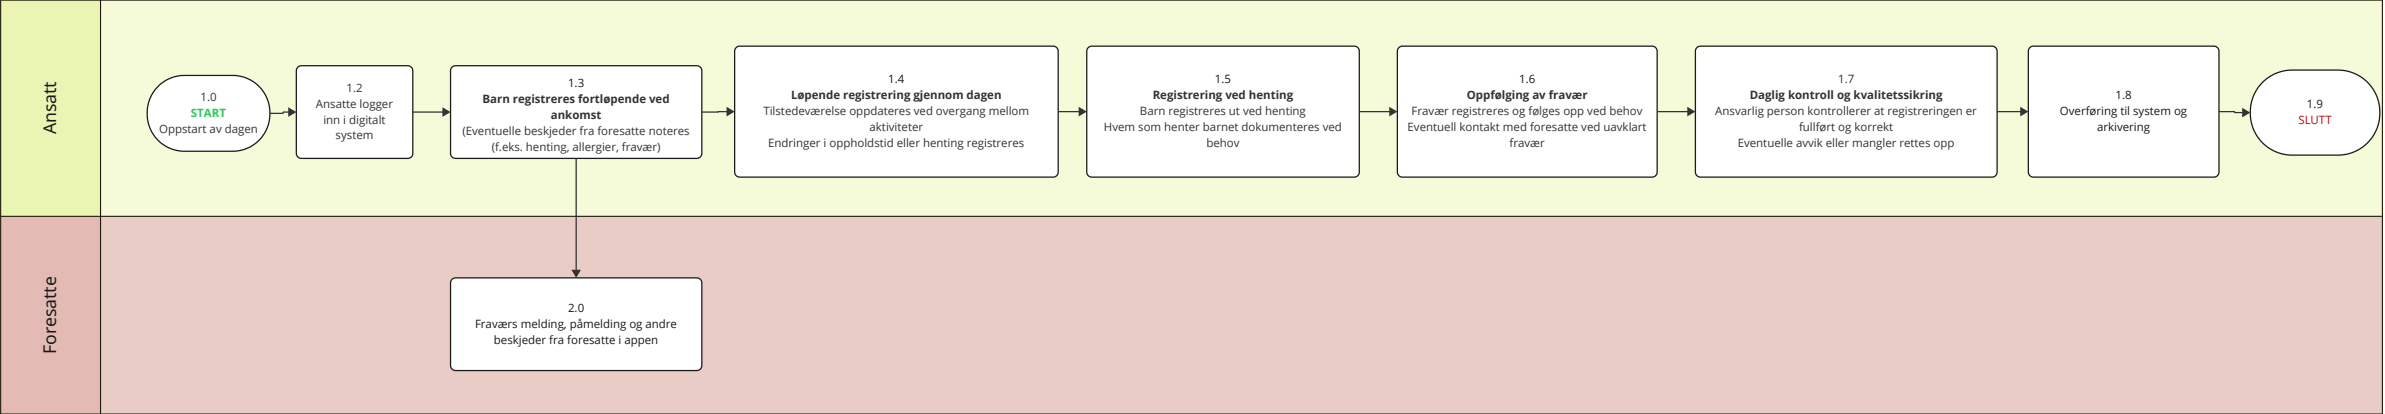 Ansatt
1.0
START
Oppstart av dagen
1.2
Ansatte logger
inn i digitalt
system
1.3
Barn registreres fortløpende ved
ankomst
(Eventuelle beskjeder fra foresatte noteres
(f.eks. henting, allergier, fravær)
1.4
Løpende registrering gjennom dagen
Tilstedeværelse oppdateres ved overgang mellom
aktiviteter
Endringer i oppholdstid eller henting registreres
1.5
Registrering ved henting
Barn registreres ut ved henting
Hvem som henter barnet dokumenteres ved
behov
1.6
Oppfølging av fravær
Fravær registreres og følges opp ved behov
Eventuell kontakt med foresatte ved uavklart
fravær
1.7
Daglig kontroll og kvalitetssikring
Ansvarlig person kontrollerer at registreringen er
fullført og korrekt
Eventuelle avvik eller mangler rettes opp
1.8
Overføring til system og
arkivering
1.9
SLUTT
Foresatte
2.0
Fraværs melding, påmelding og andre
beskjeder fra foresatte i appen